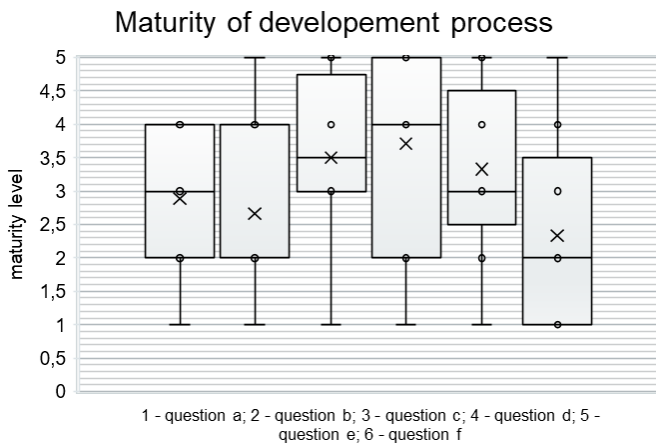 Maturity of developement process
maturity level
5
4,5
4
3,5
3
2,5
2
1,5
1
0,5
0
1 - question a; 2 - question b; 3 - question c; 4 - question d; 5 -
question e; 6 - question f